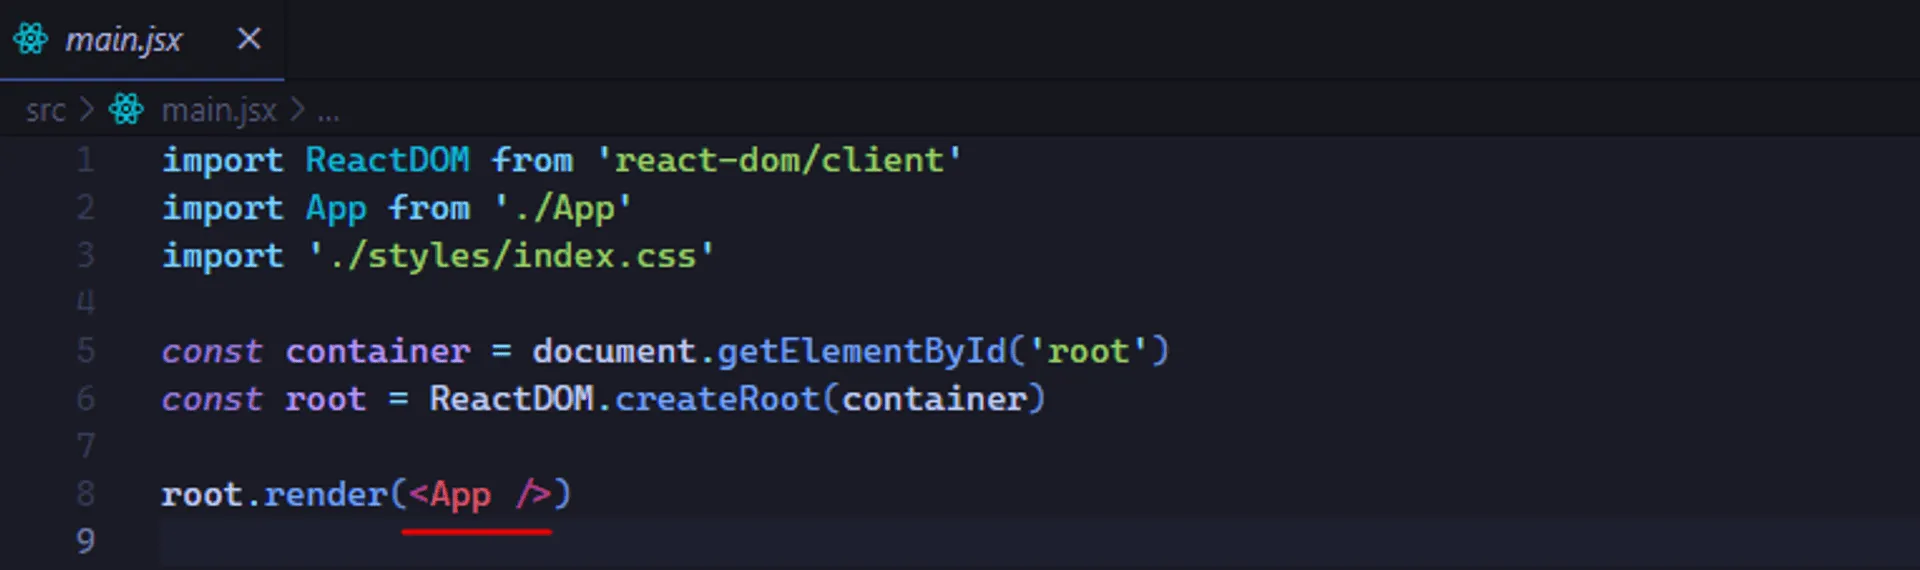 main.jsx
src > main.jsx > ...
1 import ReactDOM from 'react-dom/client'
2 import App from './App'
3 import './styles/index.css'
4
5 const container = document.getElementById('root')
6 const root = ReactDOM.createRoot(container)
7
8 root.render(<App />)
9